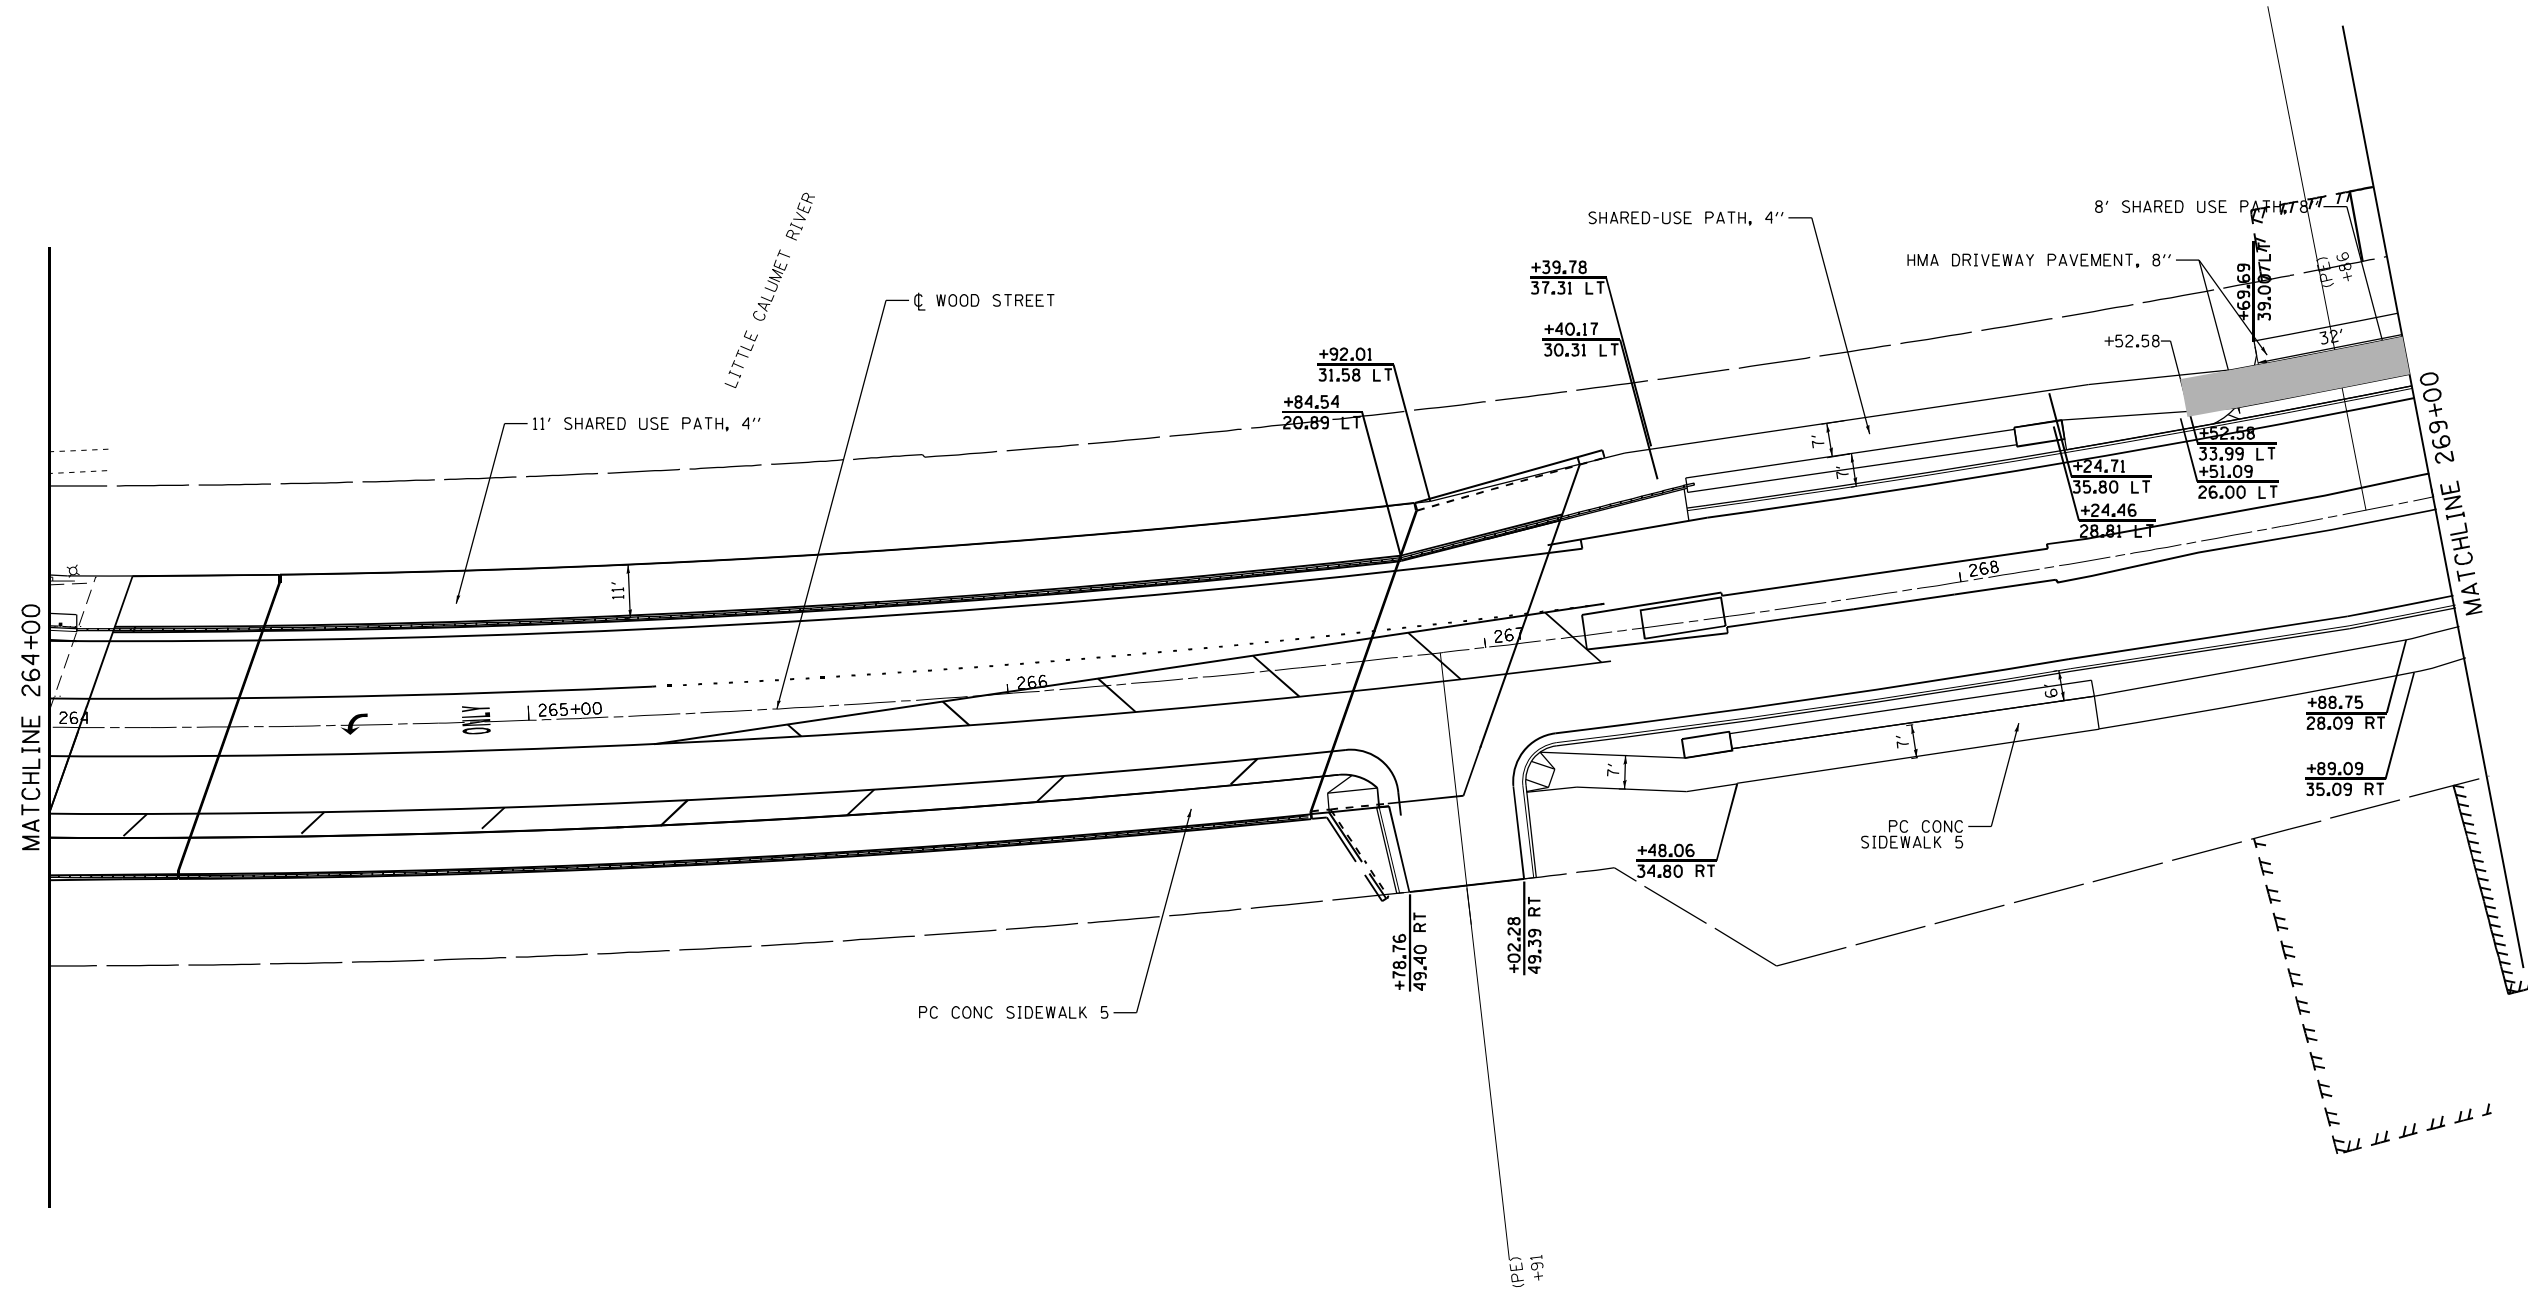 8' SHARED USE PATH, 8"
SHARED-USE PATH, 4''
HMA DRIVEWAY PAVEMENT, 8''
+69.69
39.00 LT
(PE)
+86
LITTLE CALUMET RIVER
℄ WOOD STREET
+39.78
37.31 LT
+40.17
30.31 LT
+52.58
32'
+92.01
31.58 LT
+84.54
20.89 LT
11' SHARED USE PATH, 4''
11'
7'
7'
+52.58
33.99 LT
+51.09
26.00 LT
+24.71
35.80 LT
+24.46
28.81 LT
MATCHLINE 269+00
MATCHLINE 264+00
264
ONLY
265+00
266
267
268
6'
7'
7'
+88.75
28.09 RT
+89.09
35.09 RT
PC CONC
SIDEWALK 5
+48.06
34.80 RT
+78.76
49.40 RT
+02.28
49.39 RT
PC CONC SIDEWALK 5
(PE)
+91